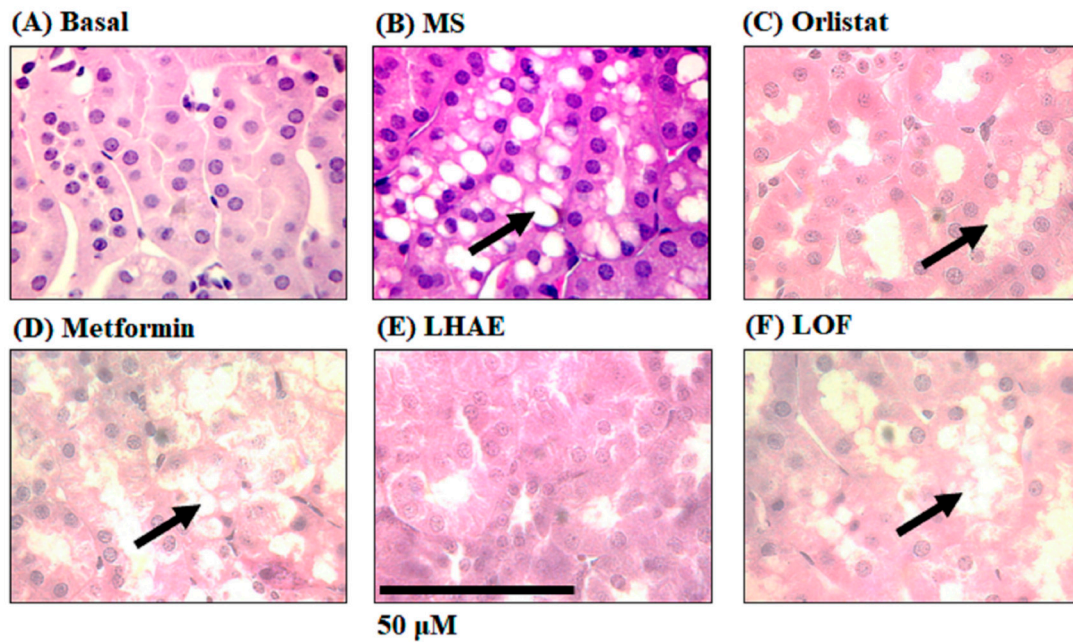 (A) Basal
(B) MS
(C) Orlistat
(D) Metformin
(E) LHAE
(F) LOF
50 μM